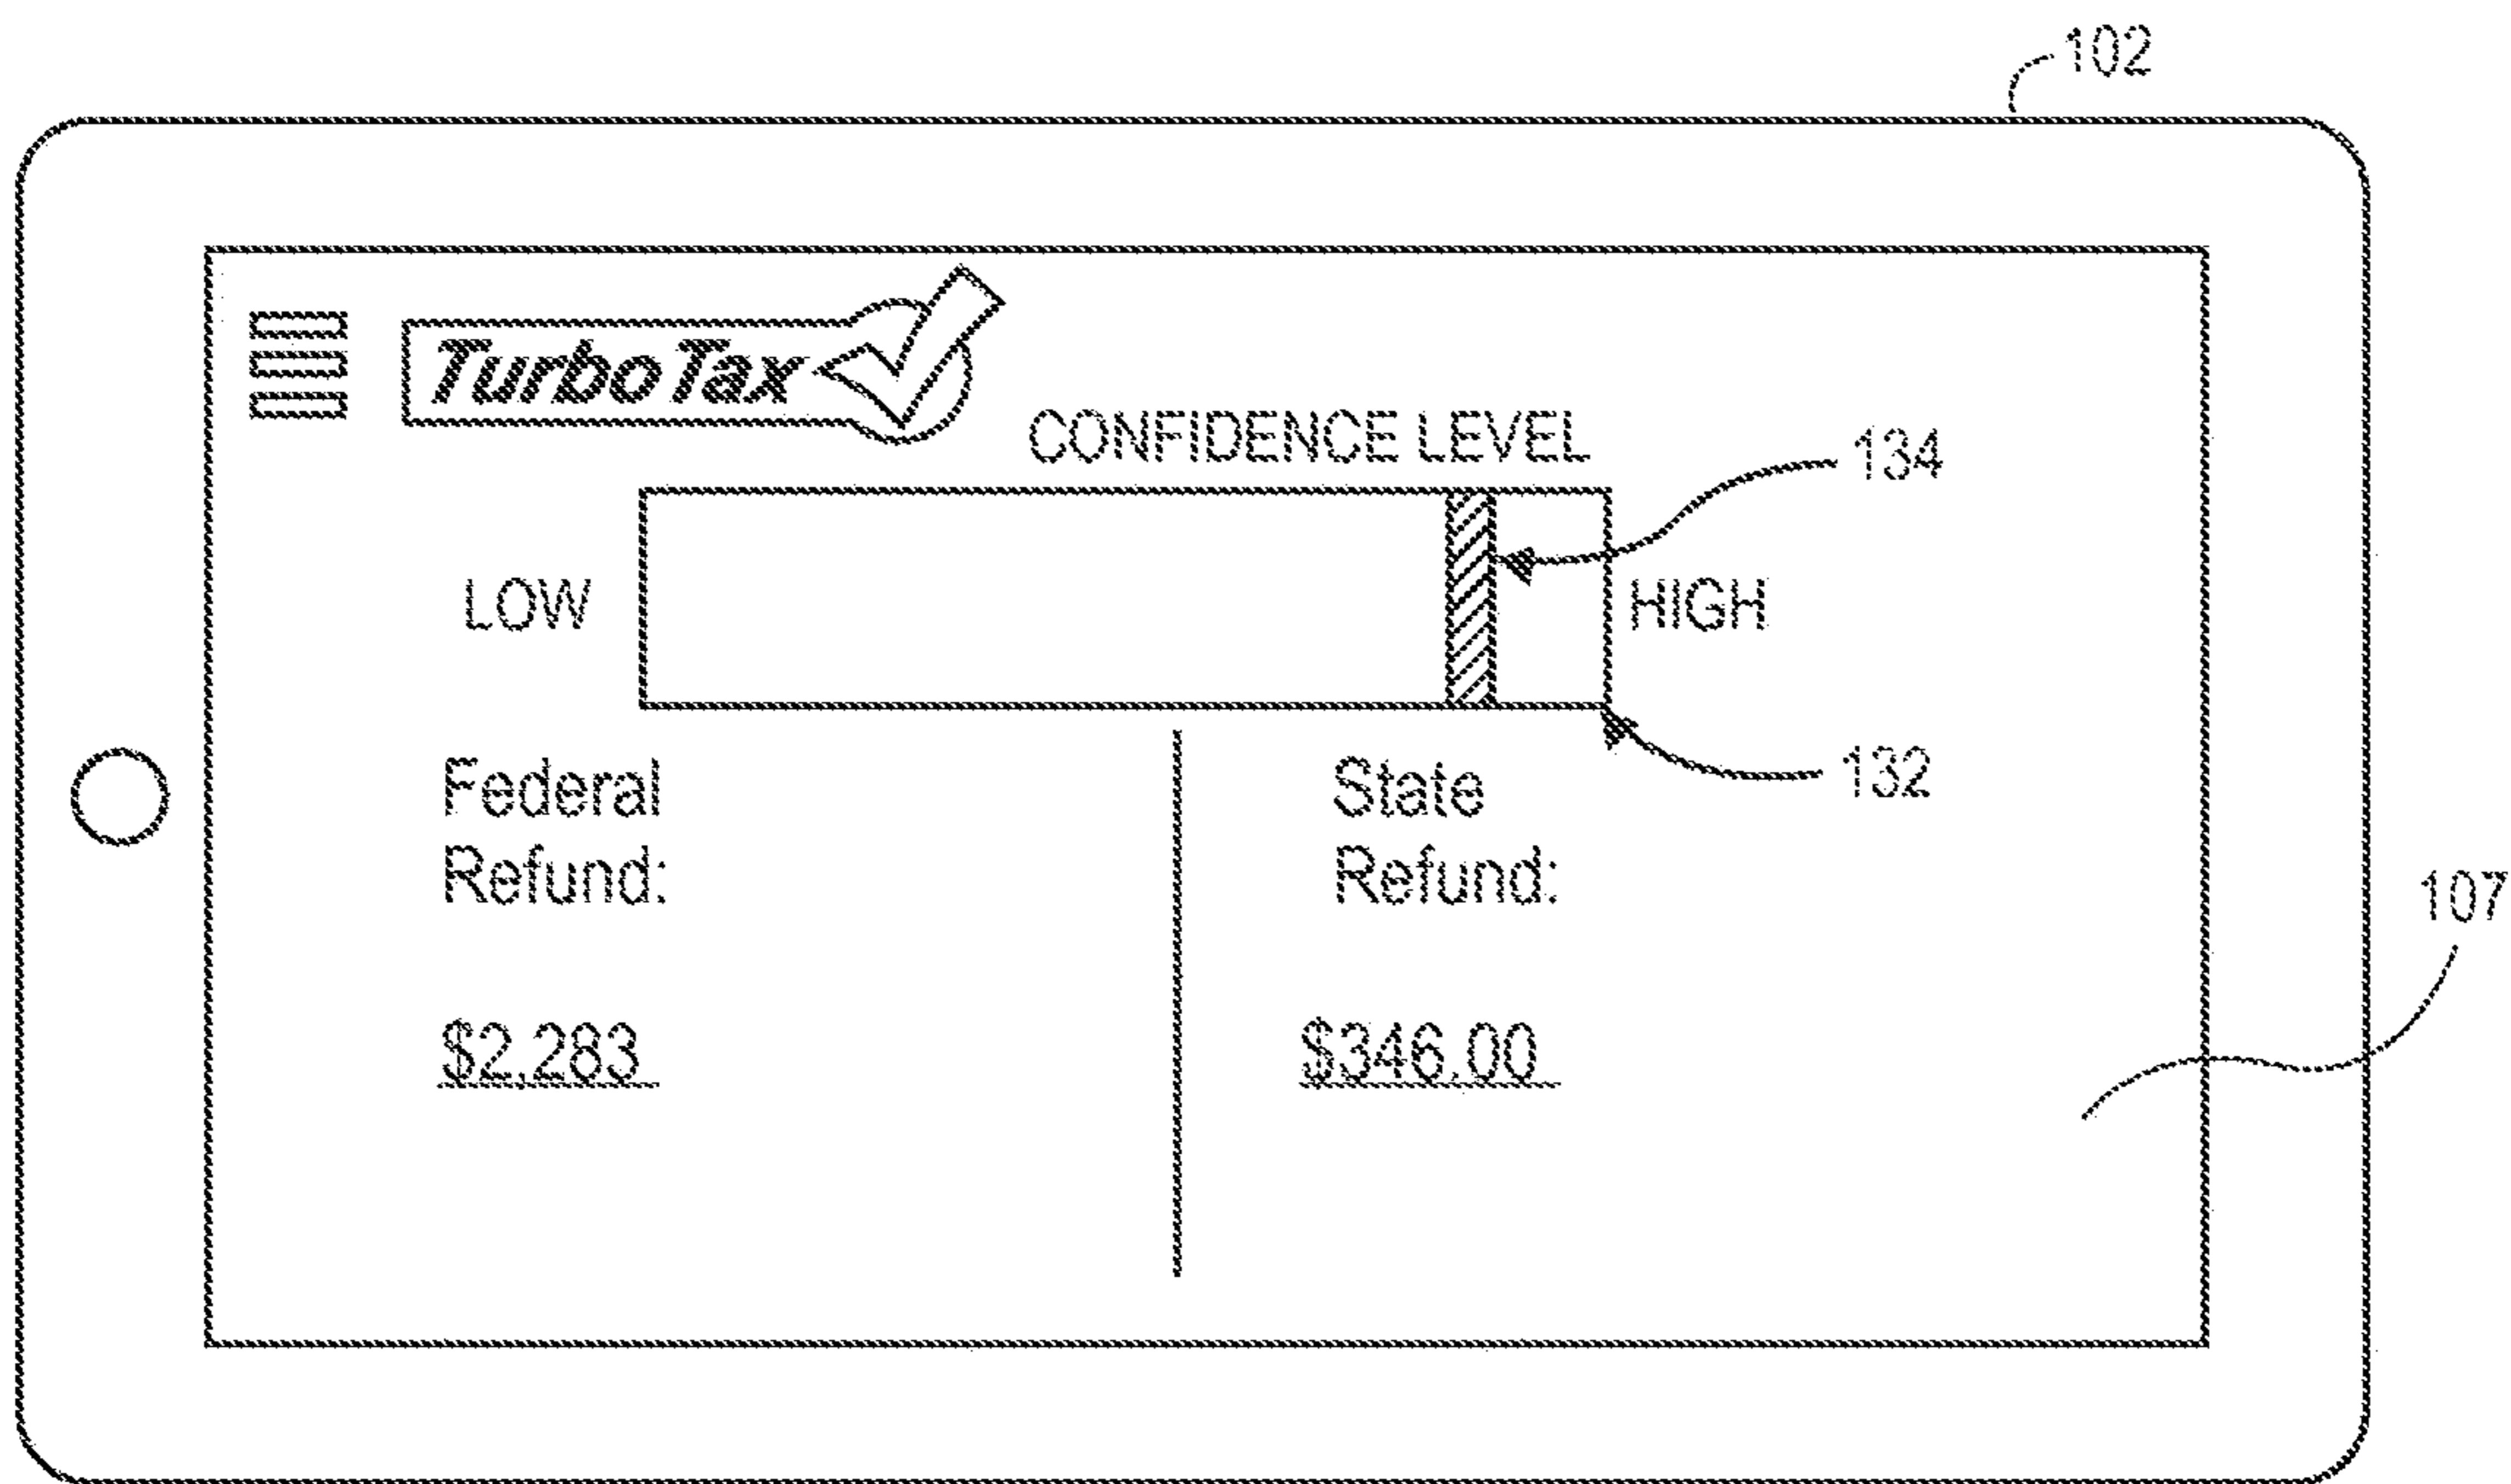 102
TurboTax
CONFIDENCE LEVEL
134
LOW
HIGH
132
Federal
Refund:
State
Refund:
107
$2.283
$346.00